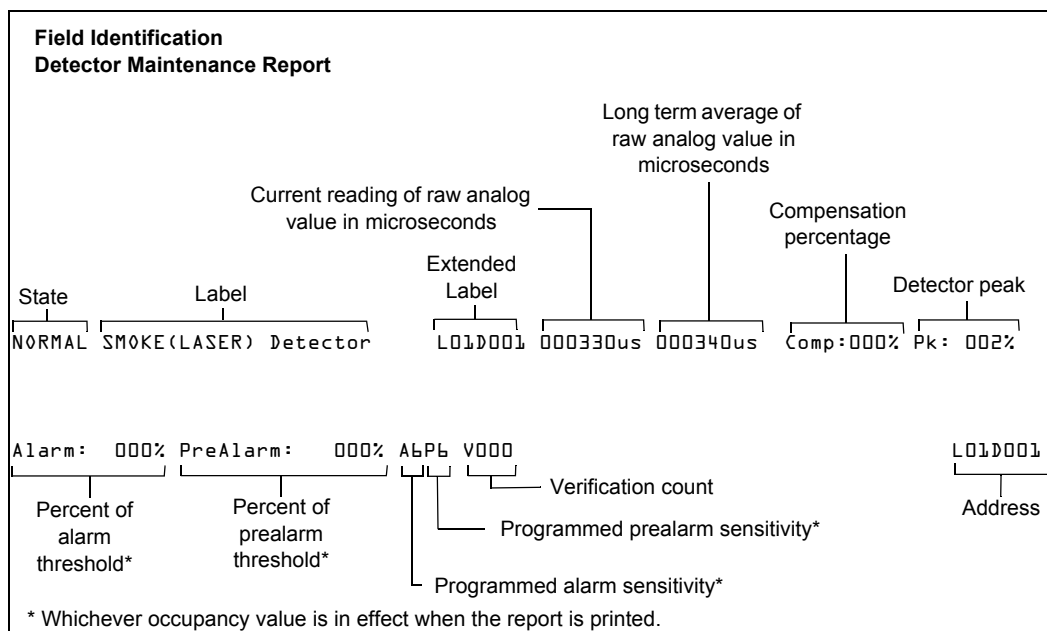 Field Identification
Detector Maintenance Report
Long term average of
raw analog value in
microseconds
Current reading of raw analog
value in microseconds
Compensation
percentage
Extended
Label
State
Label
Detector peak
NORMAL SMOKE(LASER) Detector L01D001 000330us 000340us Comp:000% Pk: 002%
Alarm: 000% PreAlarm: 000% A6P6 V000 L01D001
Verification count
Percent of
alarm
threshold*
Percent of
prealarm
threshold*
Programmed prealarm sensitivity*
Address
Programmed alarm sensitivity*
* Whichever occupancy value is in effect when the report is printed.